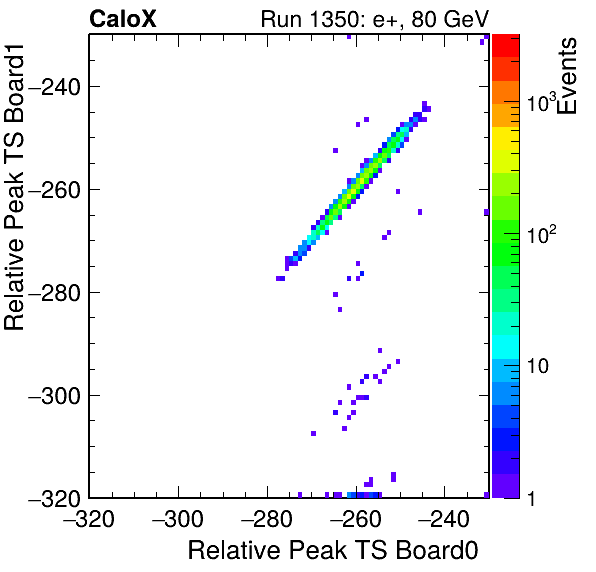 CaloX Run 1350: e+, 80 GeV
Relative Peak TS Board1
−240
−260
−280
−300
−320
−320 −300 −280 −260 −240
Relative Peak TS Board0
Events
10³
10²
10
1